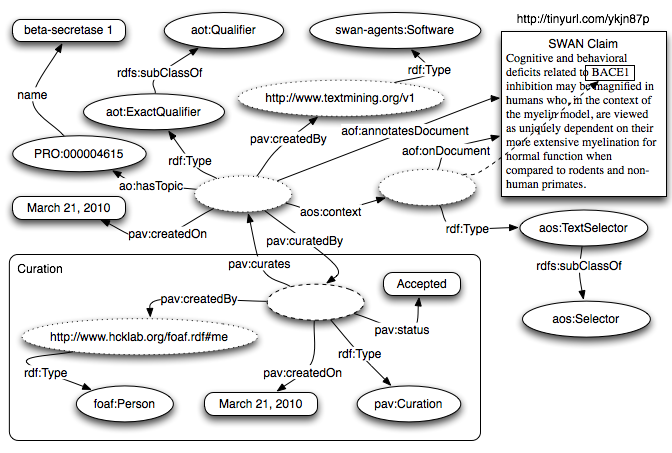 http://tinyurl.com/ykjn87p
beta-secretase 1
aot:Qualifier
swan-agents:Software
SWAN Claim
Cognitive and behavioral
deficits related to BACE1
inhibition may be magnified in
humans who, in the context of
the myelin model, are viewed
as uniquely dependent on their
more extensive myelination for
normal function when
compared to rodents and non-
human primates.
rdfs:subClassOf
rdf:Type
name
aot:ExactQualifier
http://www.textmining.org/v1
pav:createdBy
aof:annotatesDocument
aof:onDocument
PRO:000004615
rdf:Type
ao:hasTopic
March 21, 2010
pav:createdOn
aos:context
rdf:Type
aos:TextSelector
pav:curatedBy
pav:curates
rdfs:subClassOf
Curation
Accepted
pav:createdBy
pav:status
aos:Selector
http://www.hcklab.org/foaf.rdf#me
rdf:Type
pav:createdOn
rdf:Type
foaf:Person
March 21, 2010
pav:Curation